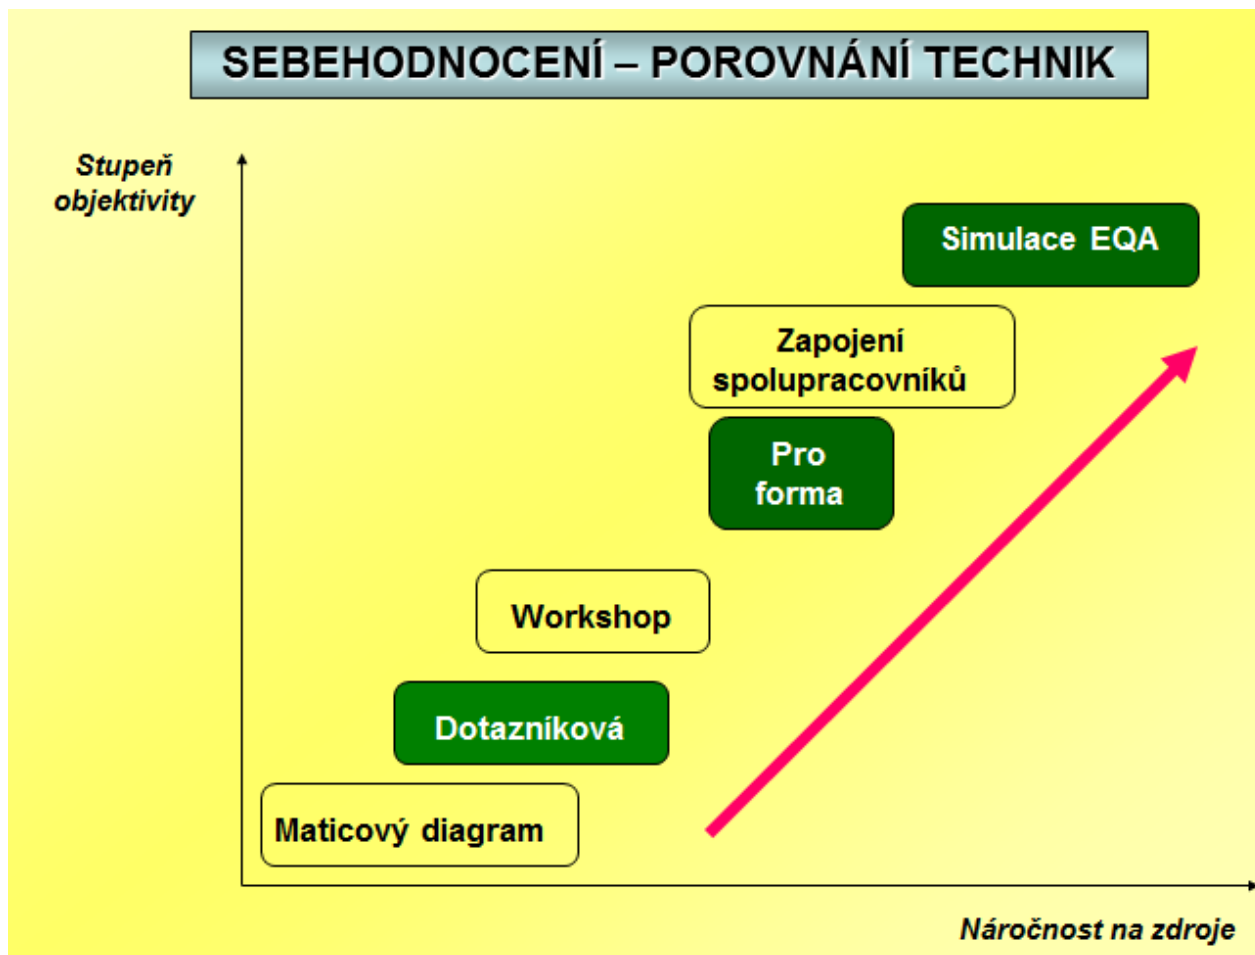 SEBEHODNOCENÍ – POROVNÁNÍ TECHNIK
Stupeň
objektivity
Simulace EQA
Zapojení
spolupracovníků
Pro
forma
Workshop
Dotazníková
Maticový diagram
Náročnost na zdroje